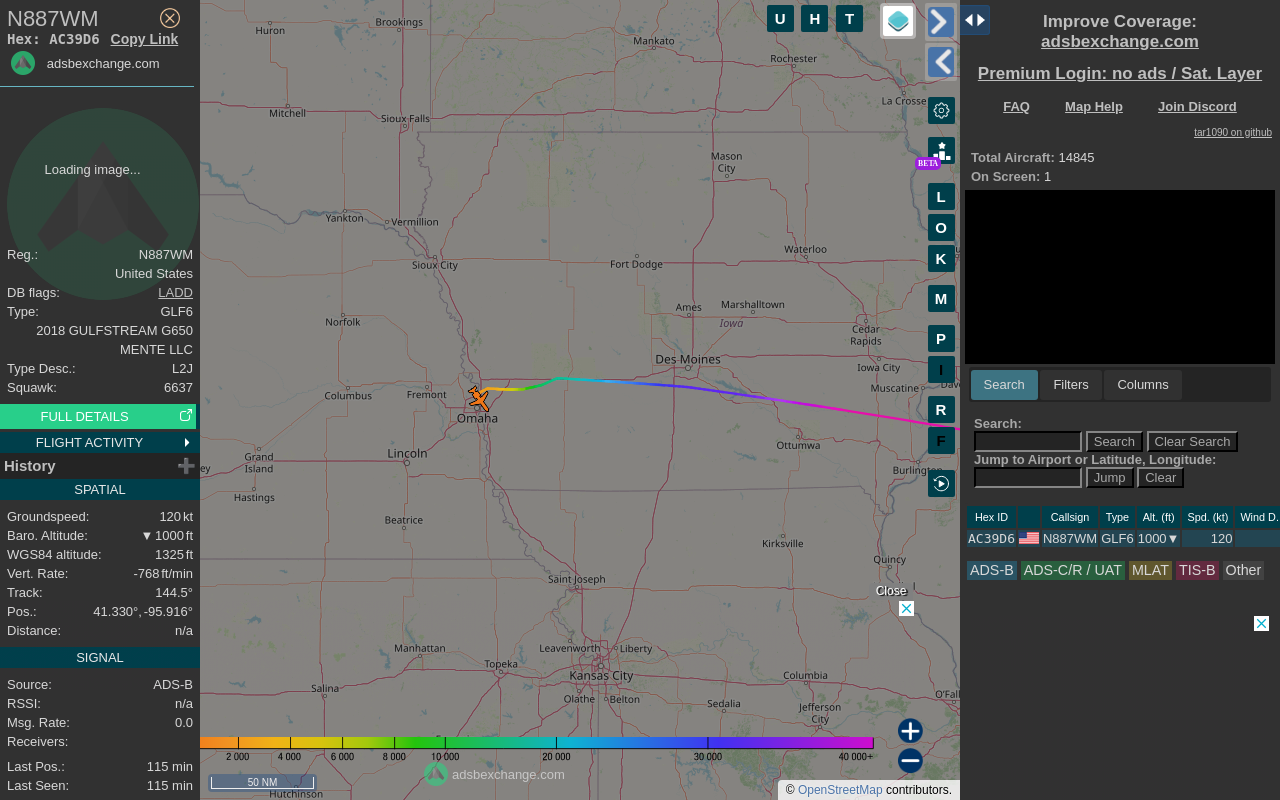 N887WM
Hex: AC39D6 Copy Link
adsbexchange.com
Loading image...
Reg.: N887WM
United States
DB flags: LADD
Type: GLF6
2018 GULFSTREAM G650
MENTE LLC
Type Desc.: L2J
Squawk: 6637
FULL DETAILS
FLIGHT ACTIVITY
History
SPATIAL
Groundspeed: 120 kt
Baro. Altitude: ▼ 1000 ft
WGS84 altitude: 1325 ft
Vert. Rate: -768 ft/min
Track: 144.5°
Pos.: 41.330°, -95.916°
Distance: n/a
SIGNAL
Source: ADS-B
RSSI: n/a
Msg. Rate: 0.0
Receivers:
Last Pos.: 115 min
Last Seen: 115 min
U H T
Huron
Brookings
Mankato
Rochester
La Crosse
Mitchell
Sioux Falls
Mason
City
BETA
L
O
K
M
P
I
R
F
Yankton
Vermillion
Sioux City
Fort Dodge
Waterloo
Ames
Marshalltown
Iowa
Norfolk
Cedar
Rapids
Des Moines
Iowa City
Columbus
Fremont
Muscatine
Dav
Omaha
Lincoln
Grand
Island
ey
Ottumwa
Burlington
Hastings
Beatrice
Kirksville
Quincy
Saint Joseph
Close
Manhattan
Leavenworth
Liberty
Topeka
Kansas City
Columbia
Salina
Olathe
Belton
Sedalia
Jefferson
City
O'Fall
2 000 4 000 6 000 8 000 10 000 20 000 30 000 40 000+
adsbexchange.com
50 NM
Hutchinson
© OpenStreetMap contributors.
Improve Coverage:
adsbexchange.com
Premium Login: no ads / Sat. Layer
FAQ Map Help Join Discord
tar1090 on github
Total Aircraft: 14845
On Screen: 1
Search Filters Columns
Search:
Search Clear Search
Jump to Airport or Latitude, Longitude:
Jump Clear
Hex ID Callsign Type Alt. (ft) Spd. (kt) Wind D.
AC39D6 N887WM GLF6 1000▼ 120
ADS-B ADS-C/R / UAT MLAT TIS-B Other